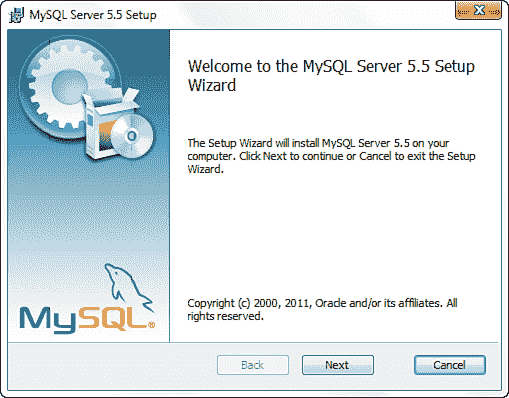 MySQL Server 5.5 Setup
Welcome to the MySQL Server 5.5 Setup
Wizard
The Setup Wizard will install MySQL Server 5.5 on your
computer. Click Next to continue or Cancel to exit the Setup
Wizard.
MySQL®
Copyright (c) 2000, 2011, Oracle and/or its affiliates. All
rights reserved.
Back
Next
Cancel